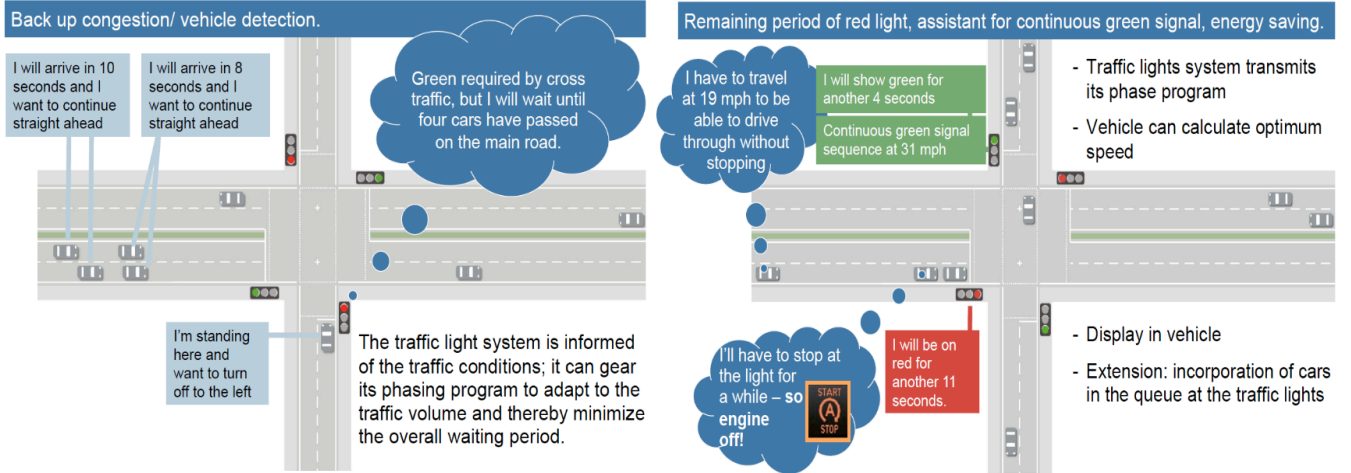 Back up congestion/ vehicle detection.
I will arrive in 10
seconds and I
want to continue
straight ahead
I will arrive in 8
seconds and I
want to continue
straight ahead
Green required by cross
traffic, but I will wait until
four cars have passed
on the main road.
I'm standing
here and
want to turn
off to the left
The traffic light system is informed
of the traffic conditions; it can gear
its phasing program to adapt to the
traffic volume and thereby minimize
the overall waiting period.
Remaining period of red light, assistant for continuous green signal, energy saving.
I have to travel
at 19 mph to be
able to drive
through without
stopping
I will show green for
another 4 seconds
Continuous green signal
sequence at 31 mph
- Traffic lights system transmits
its phase program
- Vehicle can calculate optimum
speed
I'll have to stop at
the light for
a while – so
engine
off!
START
A
STOP
I will be on
red for
another 11
seconds.
- Display in vehicle
- Extension: incorporation of cars
in the queue at the traffic lights